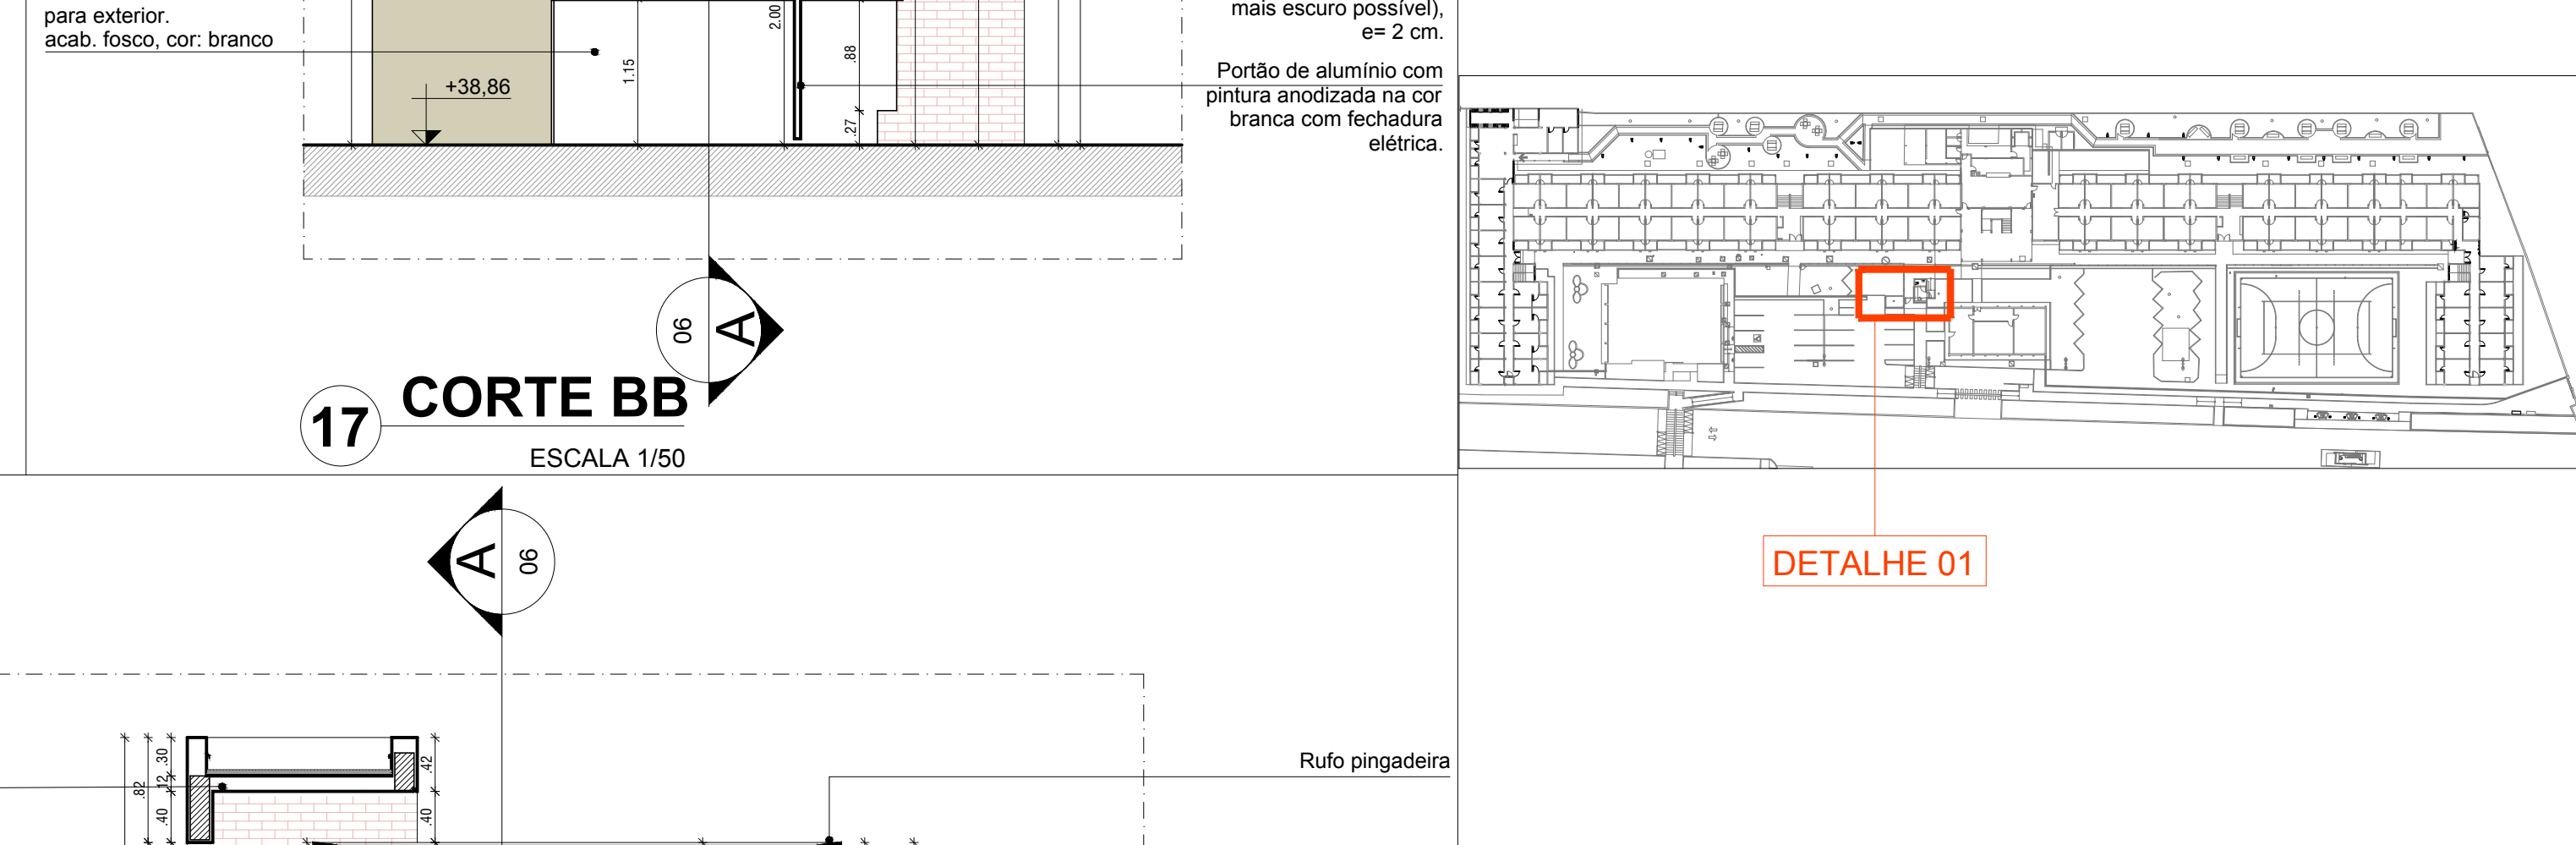 para exterior.
acab. fosco, cor: branco
+38,86
1.15
2.00
.88
.27
mais escuro possível),
e= 2 cm.
Portão de alumínio com
pintura anodizada na cor
branca com fechadura
elétrica.
A
06
17
CORTE BB
ESCALA 1/50
DETALHE 01
A
06
.82
.30
.12
.40
.42
.40
Rufo pingadeira